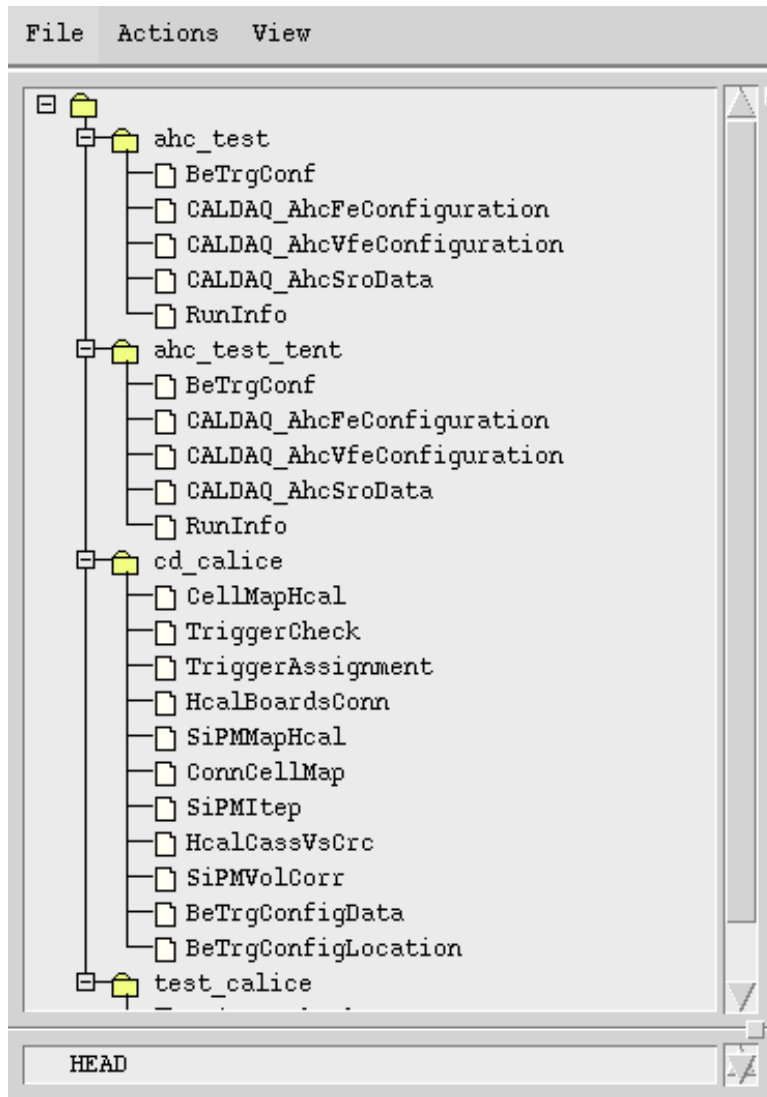 File Actions View
ahc_test
BeTrgConf
CALDAQ_AhcFeConfiguration
CALDAQ_AhcVfeConfiguration
CALDAQ_AhcSroData
RunInfo
ahc_test_tent
BeTrgConf
CALDAQ_AhcFeConfiguration
CALDAQ_AhcVfeConfiguration
CALDAQ_AhcSroData
RunInfo
cd_calice
CellMapHcal
TriggerCheck
TriggerAssignment
HcalBoardsConn
SiPMMapHcal
ConnCellMap
SiPMItep
HcalCassVsCrc
SiPMVolCorr
BeTrgConfigData
BeTrgConfigLocation
test_calice
HEAD